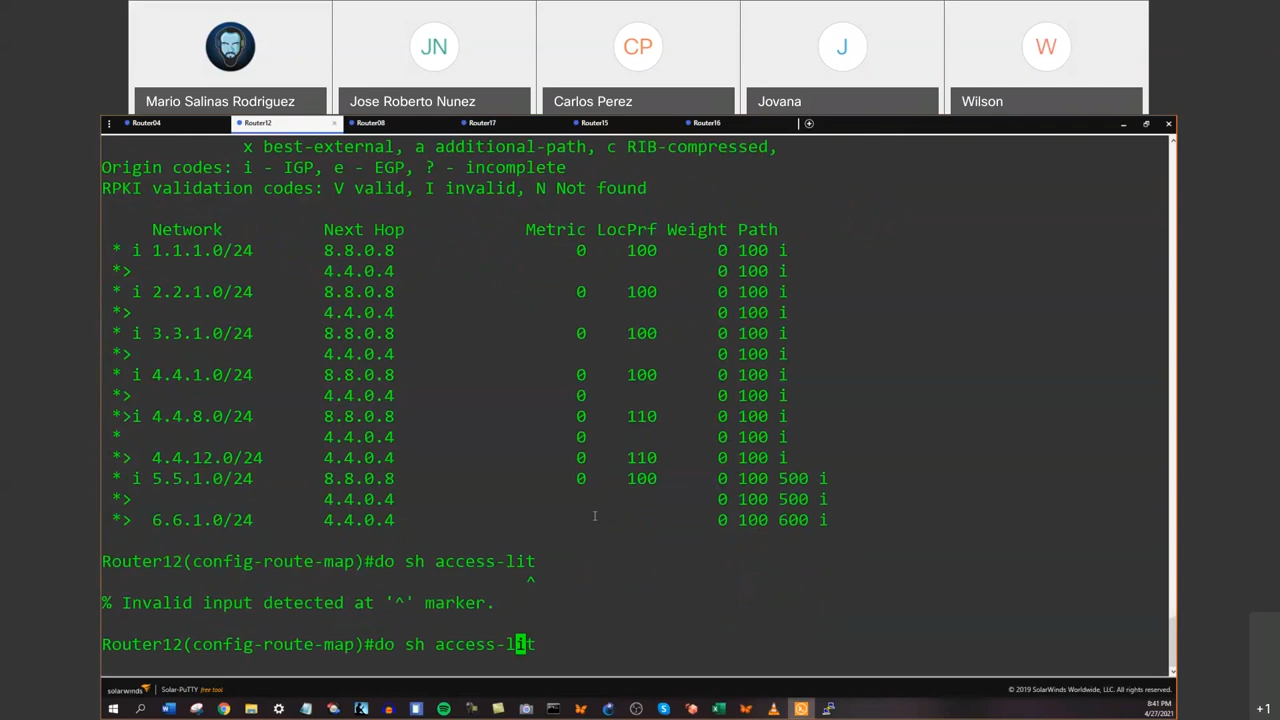 JN
CP
J
W
Mario Salinas Rodriguez
Jose Roberto Nunez
Carlos Perez
Jovana
Wilson
Router04
Router12
Router08
Router17
Router15
Router16
x best-external, a additional-path, c RIB-compressed,
Origin codes: i - IGP, e - EGP, ? - incomplete
RPKI validation codes: V valid, I invalid, N Not found
Network Next Hop Metric LocPrf Weight Path
* i 1.1.1.0/24 8.8.0.8 0 100 0 100 i
*> 4.4.0.4 0 100 i
* i 2.2.1.0/24 8.8.0.8 0 100 0 100 i
*> 4.4.0.4 0 100 i
* i 3.3.1.0/24 8.8.0.8 0 100 0 100 i
*> 4.4.0.4 0 100 i
* i 4.4.1.0/24 8.8.0.8 0 100 0 100 i
*> 4.4.0.4 0 0 100 i
*>i 4.4.8.0/24 8.8.0.8 0 110 0 100 i
* 4.4.0.4 0 0 100 i
*> 4.4.12.0/24 4.4.0.4 0 110 0 100 i
* i 5.5.1.0/24 8.8.0.8 0 100 0 100 500 i
*> 4.4.0.4 0 100 500 i
*> 6.6.1.0/24 4.4.0.4 0 100 600 i
Router12(config-route-map)#do sh access-lit
^
% Invalid input detected at '^' marker.
Router12(config-route-map)#do sh access-lit
solarwinds Solar-PuTTY free tool
© 2019 SolarWinds Worldwide, LLC. All rights reserved.
8:41 PM
4/27/2021
+1